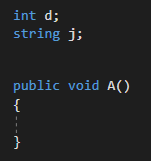 int d;
string j;
public void A()
{
}